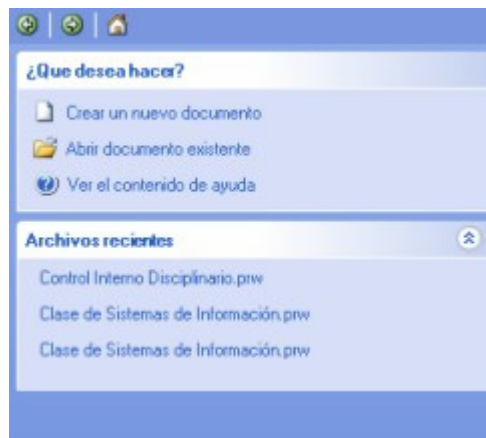 ¿Que desea hacer?
Crear un nuevo documento
Abrir documento existente
Ver el contenido de ayuda
Archivos recientes
Control Interno Disciplinario.prw
Clase de Sistemas de Información.prw
Clase de Sistemas de Información.prw